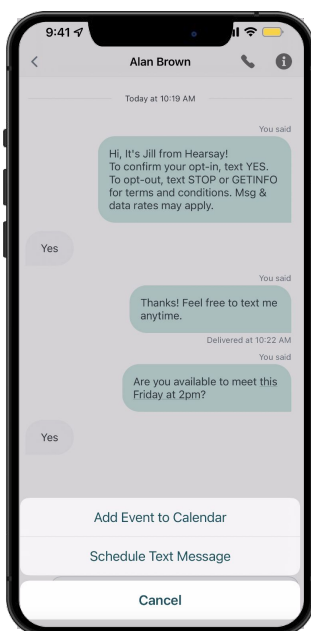 9:41
Alan Brown
Today at 10:19 AM
You said
Hi, It's Jill from Hearsay!
To confirm your opt-in, text YES.
To opt-out, text STOP or GETINFO
for terms and conditions. Msg &
data rates may apply.
Yes
You said
Thanks! Feel free to text me
anytime.
Delivered at 10:22 AM
You said
Are you available to meet this
Friday at 2pm?
Yes
Add Event to Calendar
Schedule Text Message
Cancel